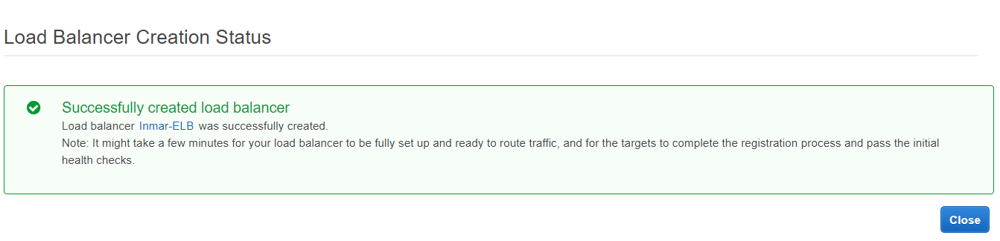 Load Balancer Creation Status
Successfully created load balancer
Load balancer Inmar-ELB was successfully created.
Note: It might take a few minutes for your load balancer to be fully set up and ready to route traffic, and for the targets to complete the registration process and pass the initial
health checks.
Close